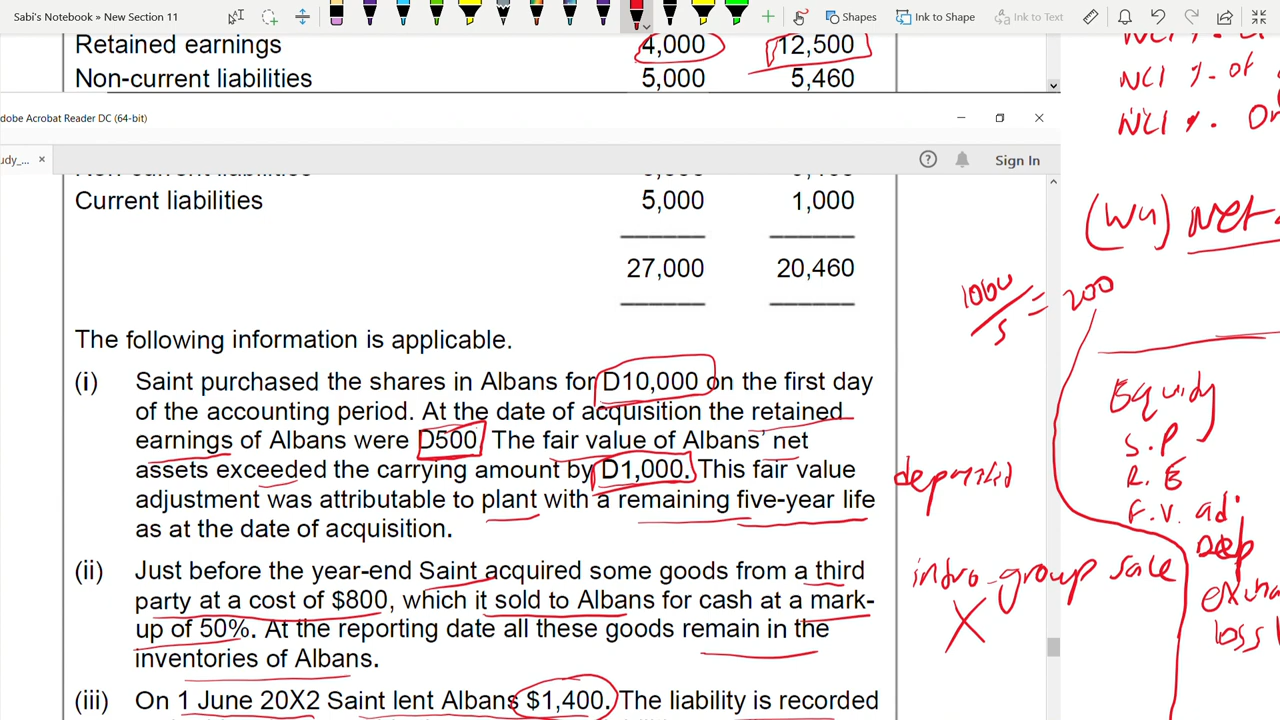 Sabi's Notebook » New Section 11
Shapes
Ink to Shape
Ink to Text
Retained earnings 4,000 12,500
Non-current liabilities 5,000 5,460
NCI %. of
NCI %.
dobe Acrobat Reader DC (64-bit)
udy_... ×
Sign In
Current liabilities 5,000 1,000
27,000 20,460
(W4) Net
1000/5 = 200
The following information is applicable.
(i) Saint purchased the shares in Albans for D10,000 on the first day
of the accounting period. At the date of acquisition the retained
earnings of Albans were D500. The fair value of Albans' net
assets exceeded the carrying amount by D1,000. This fair value
adjustment was attributable to plant with a remaining five-year life
as at the date of acquisition.
Equity
S.P
R.E
F.V. adj
Dep
loss
(ii) Just before the year-end Saint acquired some goods from a third
party at a cost of $800, which it sold to Albans for cash at a mark-
up of 50%. At the reporting date all these goods remain in the
inventories of Albans.
intra-group sale
X
(iii) On 1 June 20X2 Saint lent Albans $1,400. The liability is recorded